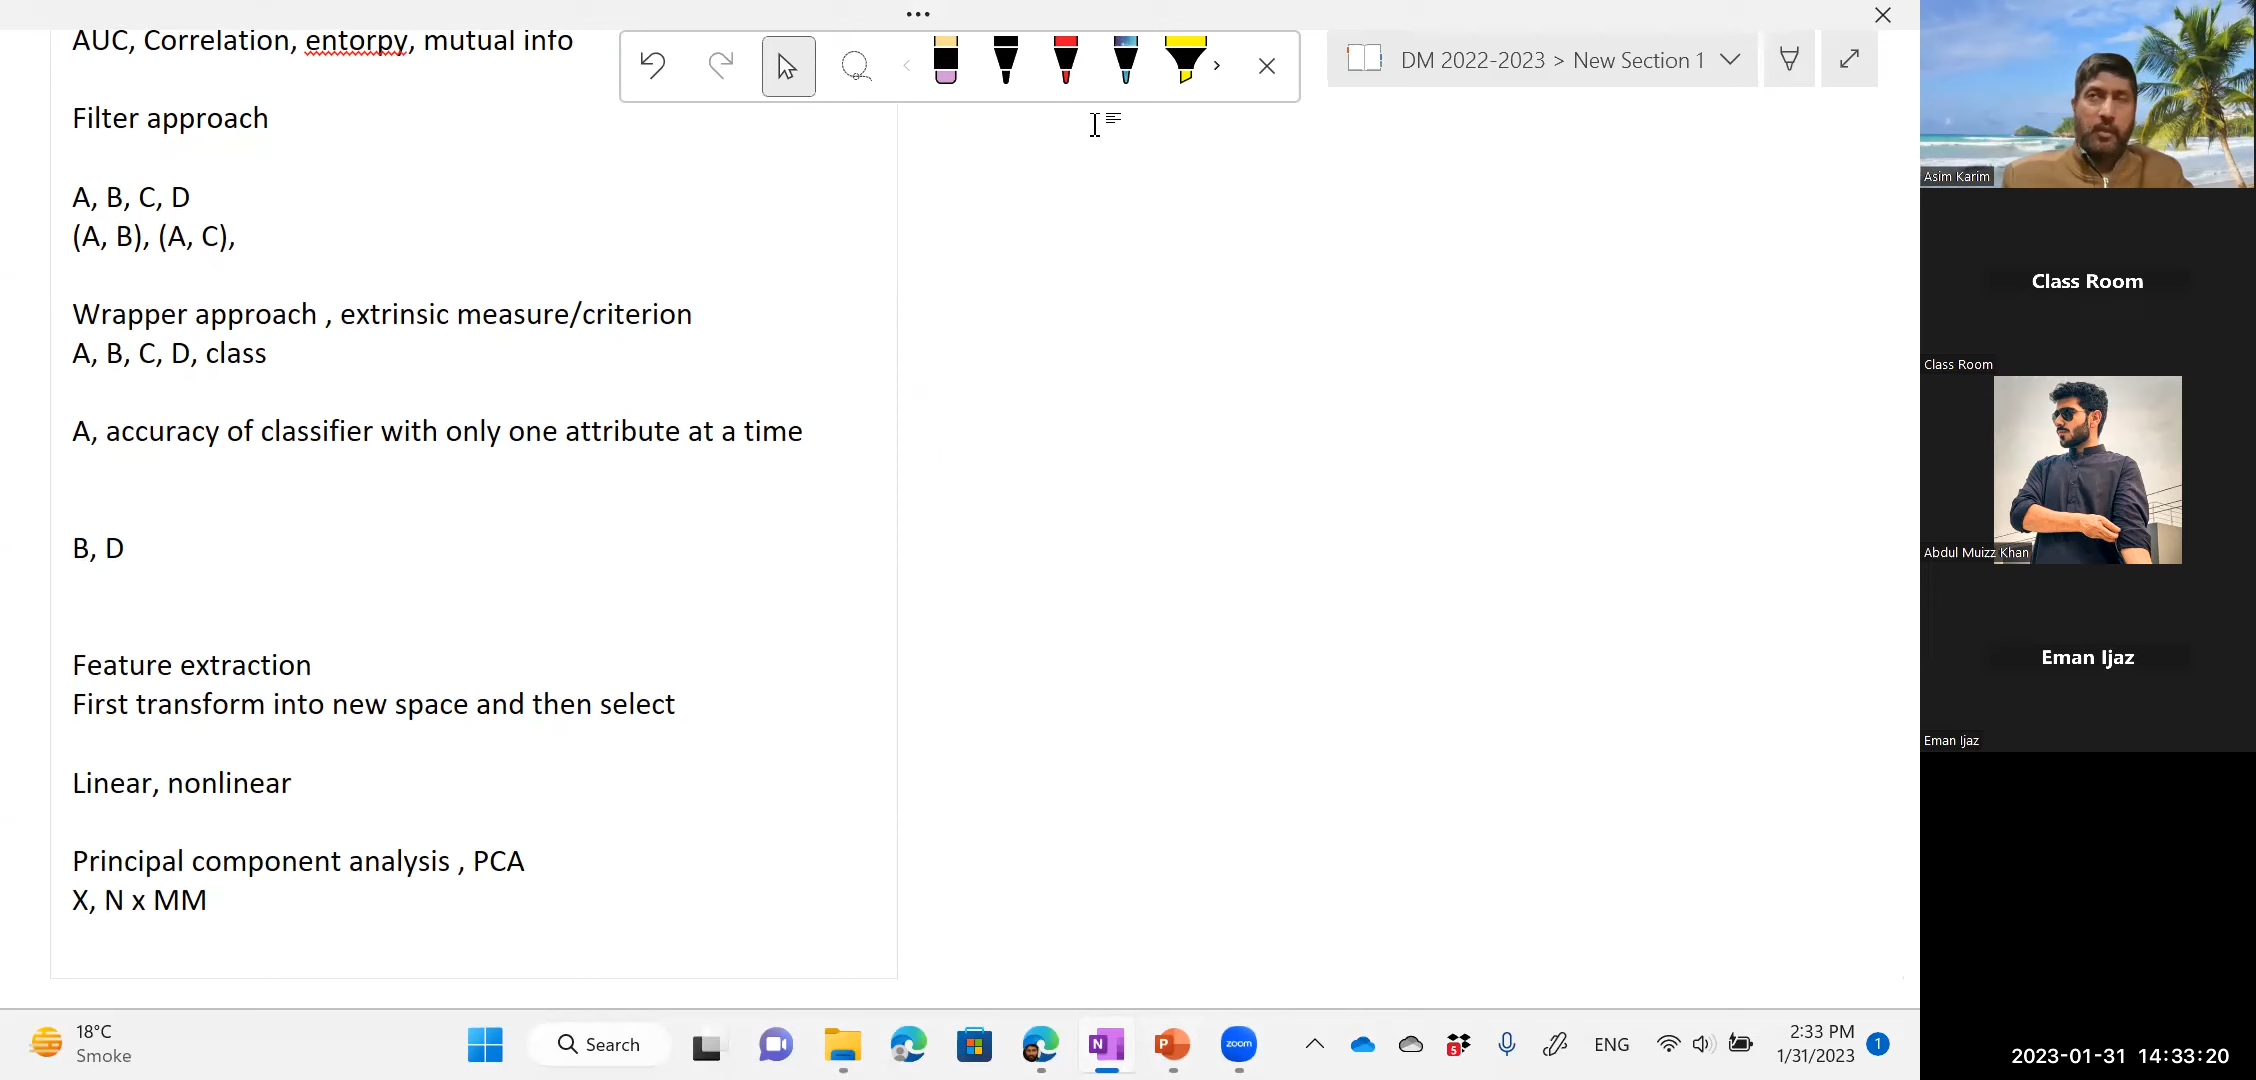 AUC, Correlation, entorpy, mutual info
Filter approach
A, B, C, D
(A, B), (A, C),
Wrapper approach , extrinsic measure/criterion
A, B, C, D, class
A, accuracy of classifier with only one attribute at a time
B, D
Feature extraction
First transform into new space and then select
Linear, nonlinear
Principal component analysis , PCA
X, N x MM
DM 2022-2023 > New Section 1
Asim Karim
Class Room
Class Room
Abdul Muizz Khan
Eman Ijaz
Eman Ijaz
18°C
Smoke
Search
N
P
zoom
5
ENG
2:33 PM
1/31/2023
1
2023-01-31 14:33:20